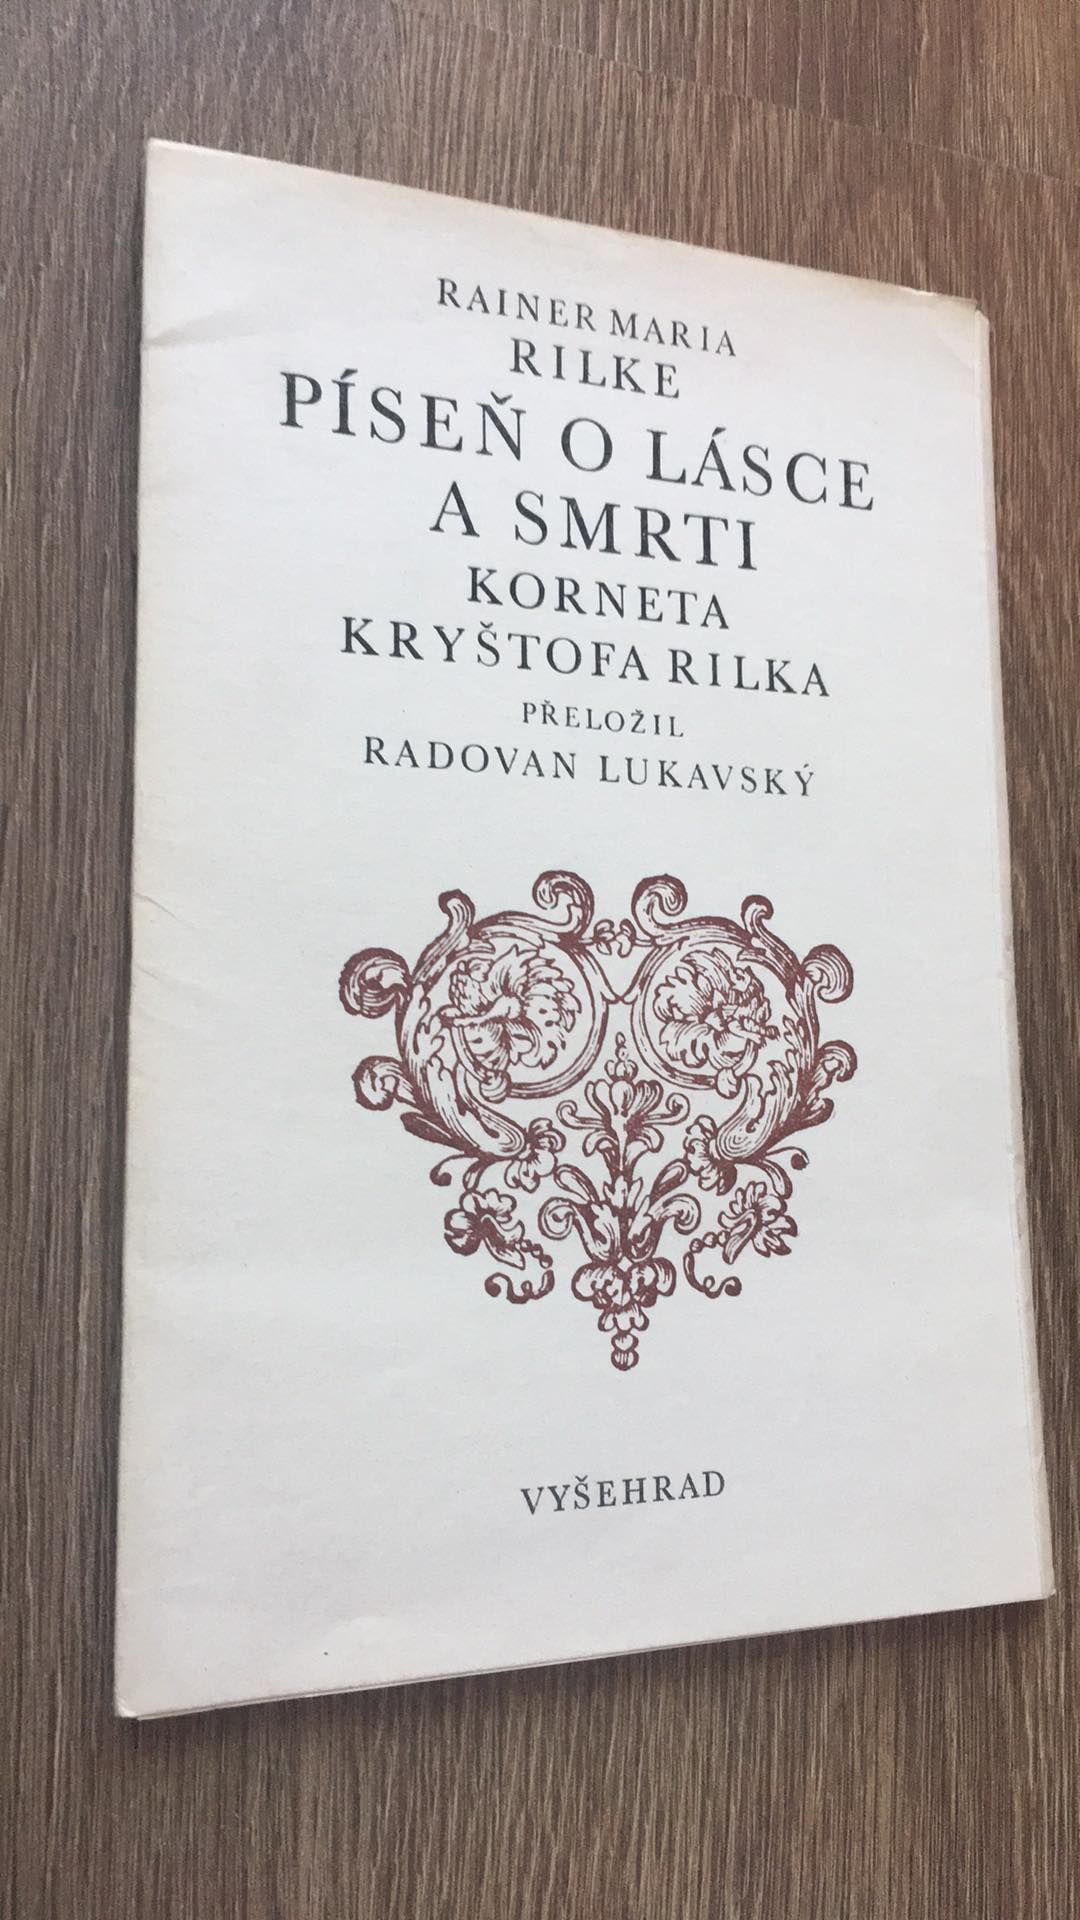 RAINER MARIA
RILKE
PÍSEŇ O LÁSCE
A SMRTI
KORNETA
KRYŠTOFA RILKA
PŘELOŽIL
RADOVAN LUKAVSKÝ
VYŠEHRAD